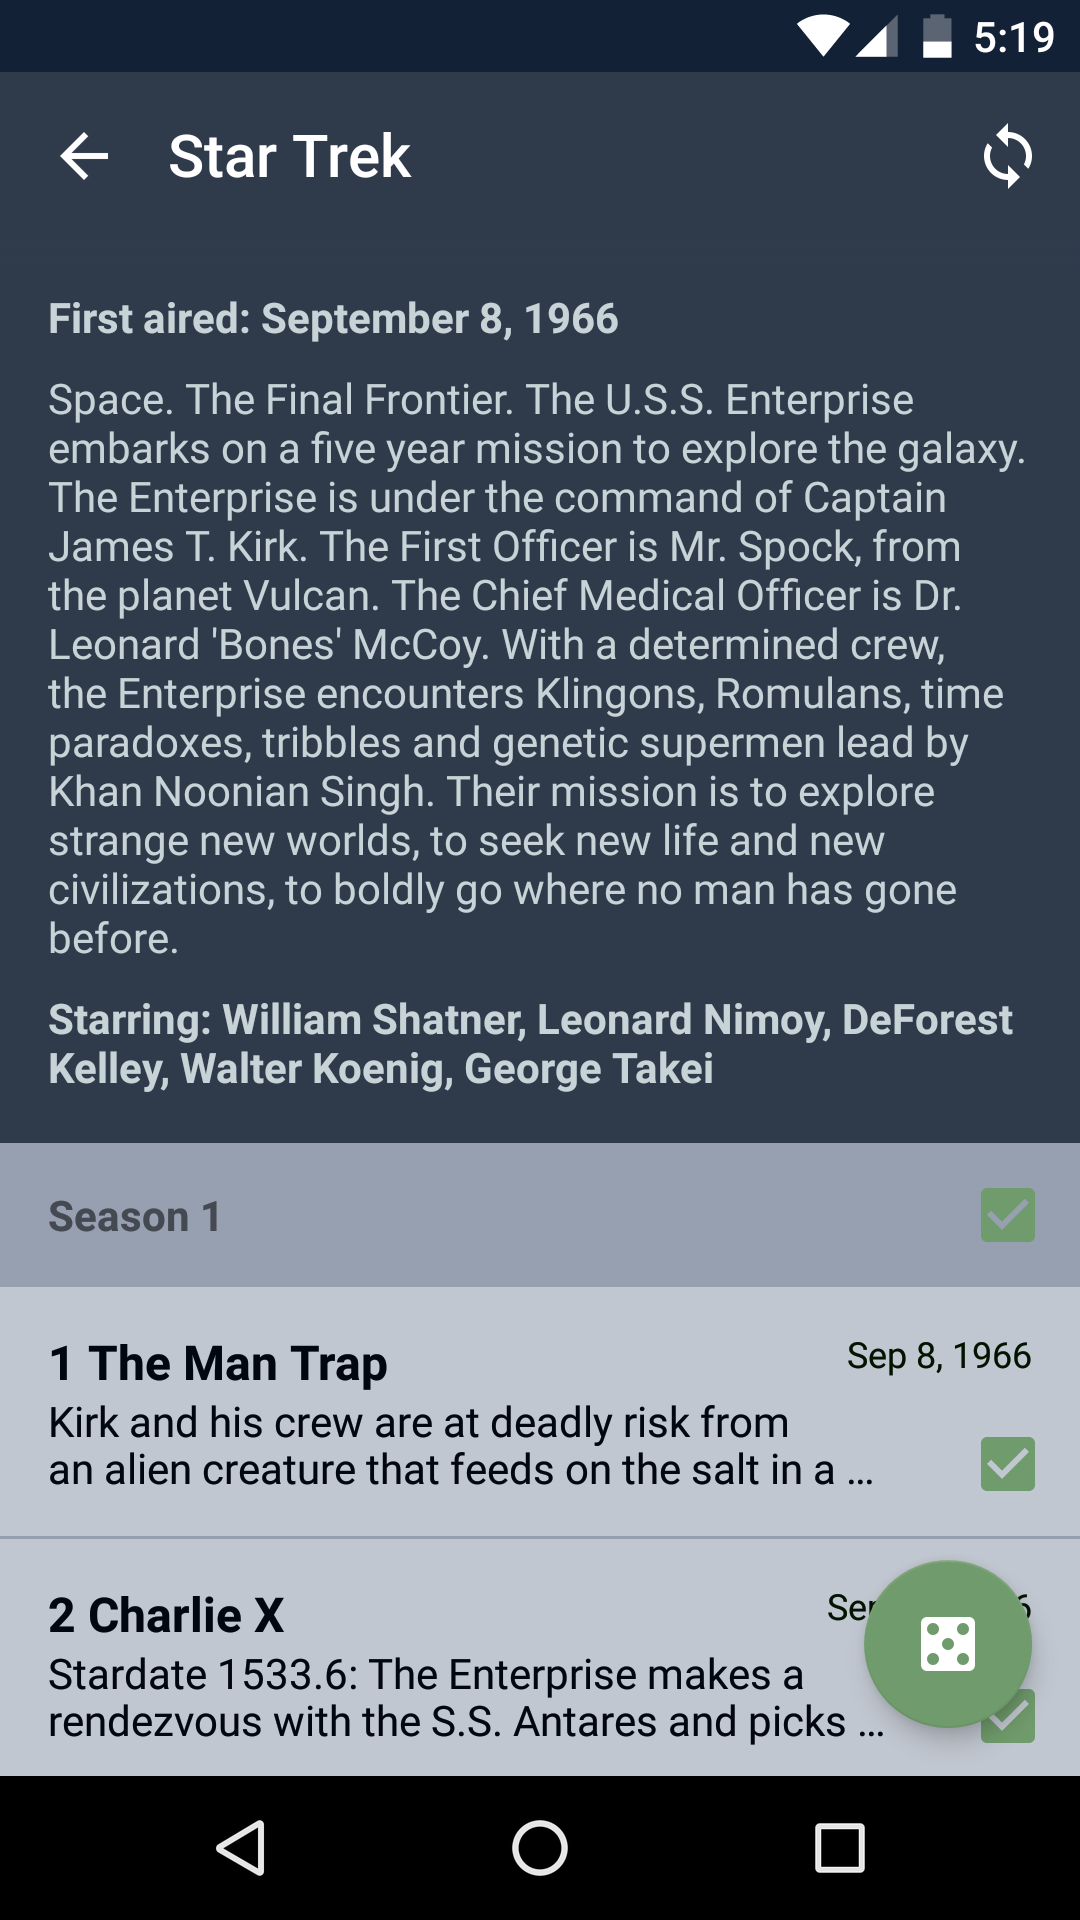 5:19
Star Trek
First aired: September 8, 1966
Space. The Final Frontier. The U.S.S. Enterprise
embarks on a five year mission to explore the galaxy.
The Enterprise is under the command of Captain
James T. Kirk. The First Officer is Mr. Spock, from
the planet Vulcan. The Chief Medical Officer is Dr.
Leonard 'Bones' McCoy. With a determined crew,
the Enterprise encounters Klingons, Romulans, time
paradoxes, tribbles and genetic supermen lead by
Khan Noonian Singh. Their mission is to explore
strange new worlds, to seek new life and new
civilizations, to boldly go where no man has gone
before.
Starring: William Shatner, Leonard Nimoy, DeForest
Kelley, Walter Koenig, George Takei
Season 1
1 The Man Trap
Sep 8, 1966
Kirk and his crew are at deadly risk from
an alien creature that feeds on the salt in a ...
2 Charlie X
Stardate 1533.6: The Enterprise makes a
rendezvous with the S.S. Antares and picks ...